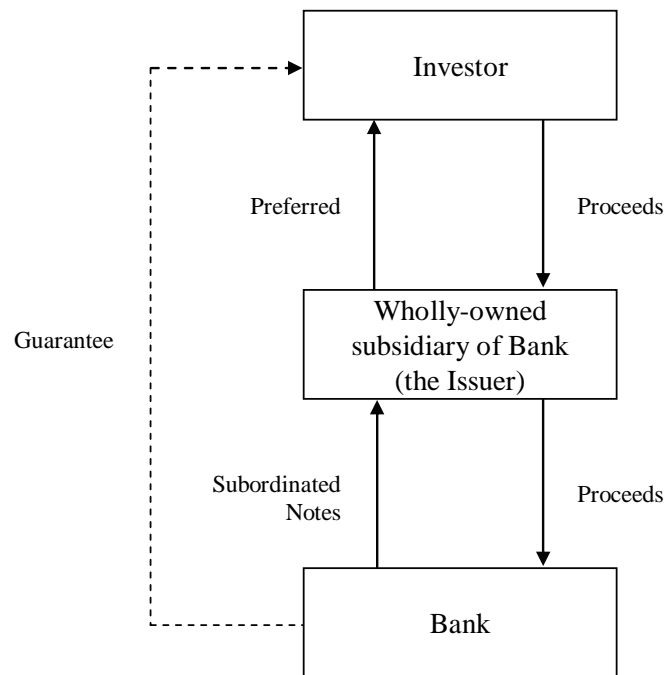 Investor
Preferred
Proceeds
Wholly-owned
subsidiary of Bank
(the Issuer)
Guarantee
Subordinated
Notes
Proceeds
Bank